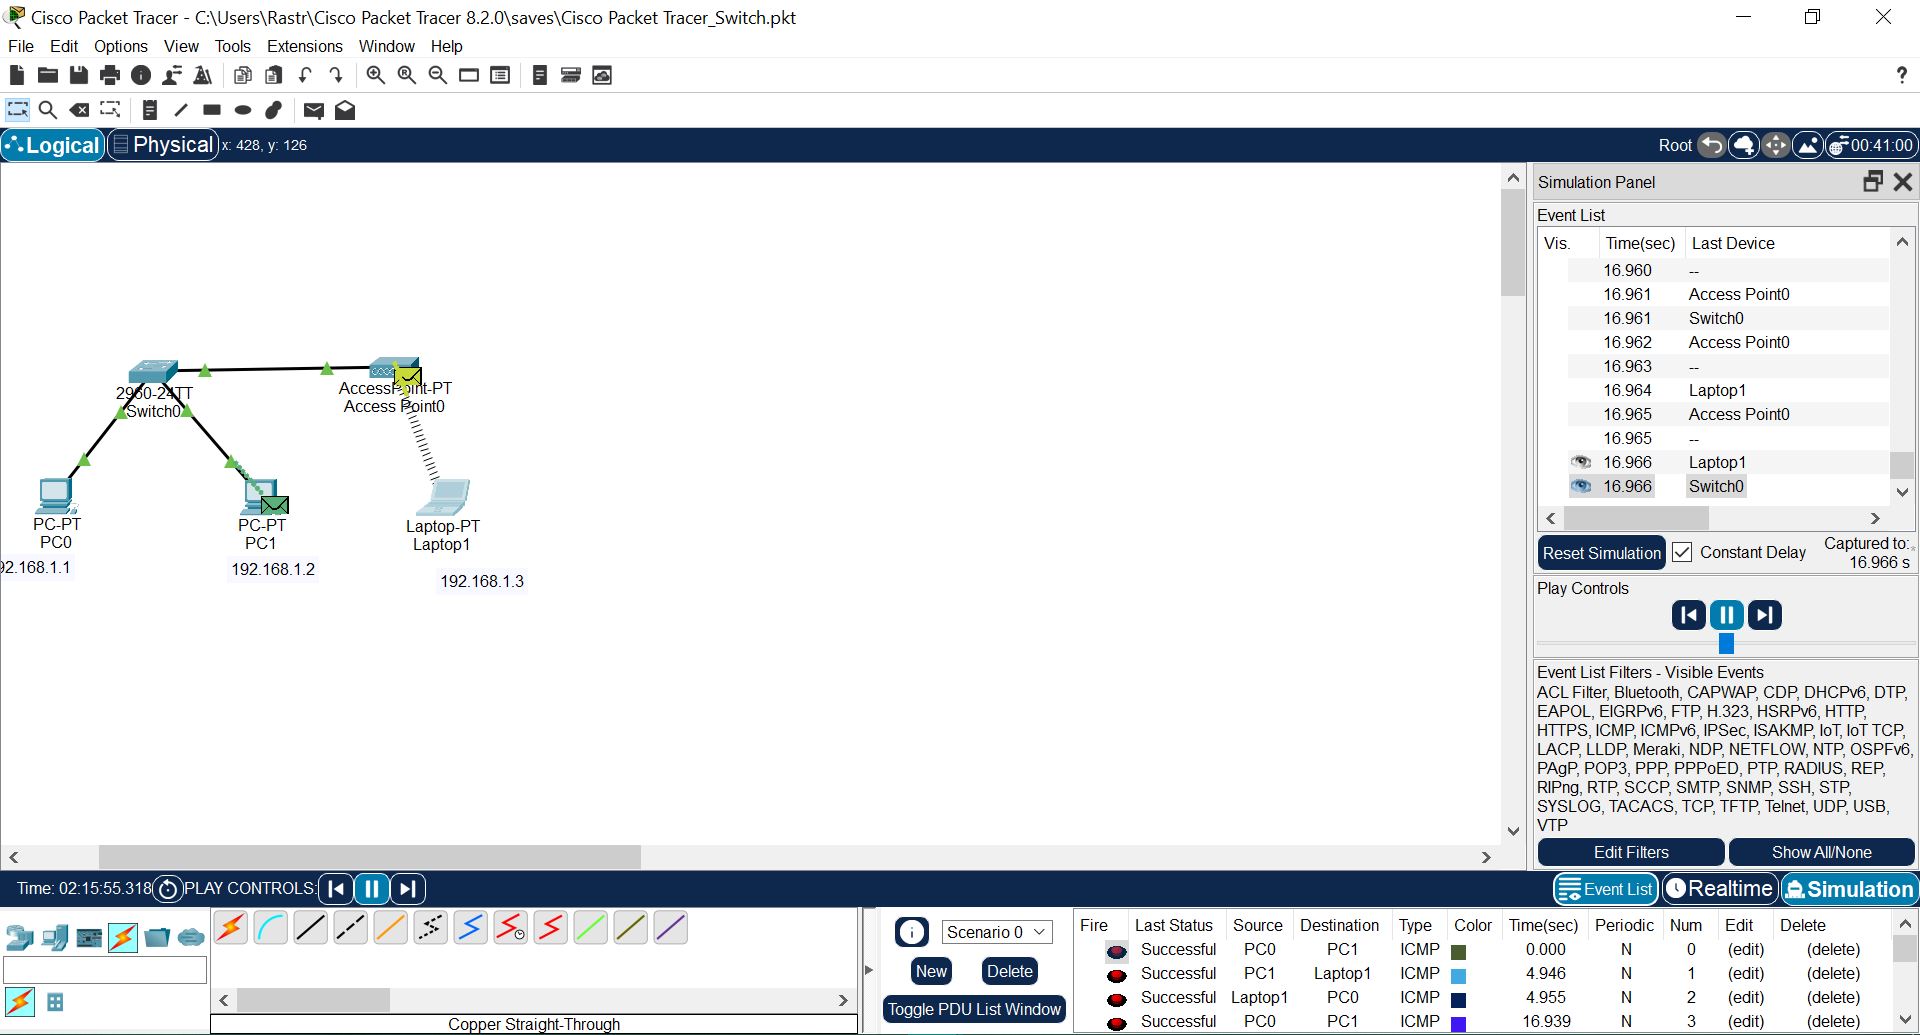 Cisco Packet Tracer - C:\Users\Rastr\Cisco Packet Tracer 8.2.0\saves\Cisco Packet Tracer_Switch.pkt
File Edit Options View Tools Extensions Window Help
?
Logical Physical x: 428, y: 126 Root 00:41:00
Simulation Panel
Event List
Vis. Time(sec) Last Device
16.960 --
16.961 Access Point0
16.961 Switch0
16.962 Access Point0
16.963 --
16.964 Laptop1
16.965 Access Point0
16.965 --
16.966 Laptop1
16.966 Switch0
Reset Simulation Constant Delay Captured to: *
16.966 s
Play Controls
Event List Filters - Visible Events
ACL Filter, Bluetooth, CAPWAP, CDP, DHCPv6, DTP,
EAPOL, EIGRPv6, FTP, H.323, HSRPv6, HTTP,
HTTPS, ICMP, ICMPv6, IPSec, ISAKMP, IoT, IoT TCP,
LACP, LLDP, Meraki, NDP, NETFLOW, NTP, OSPFv6,
PAgP, POP3, PPP, PPPoED, PTP, RADIUS, REP,
RIPng, RTP, SCCP, SMTP, SNMP, SSH, STP,
SYSLOG, TACACS, TCP, TFTP, Telnet, UDP, USB,
VTP
Edit Filters Show All/None
2960-24TT
Switch0
AccessPoint-PT
Access Point0
PC-PT
PC0
92.168.1.1
PC-PT
PC1
192.168.1.2
Laptop-PT
Laptop1
192.168.1.3
Time: 02:15:55.318 PLAY CONTROLS:
Event List Realtime Simulation
Copper Straight-Through
Scenario 0
New Delete
Toggle PDU List Window
Fire Last Status Source Destination Type Color Time(sec) Periodic Num Edit Delete
Successful PC0 PC1 ICMP 0.000 N 0 (edit) (delete)
Successful PC1 Laptop1 ICMP 4.946 N 1 (edit) (delete)
Successful Laptop1 PC0 ICMP 4.955 N 2 (edit) (delete)
Successful PC0 PC1 ICMP 16.939 N 3 (edit) (delete)